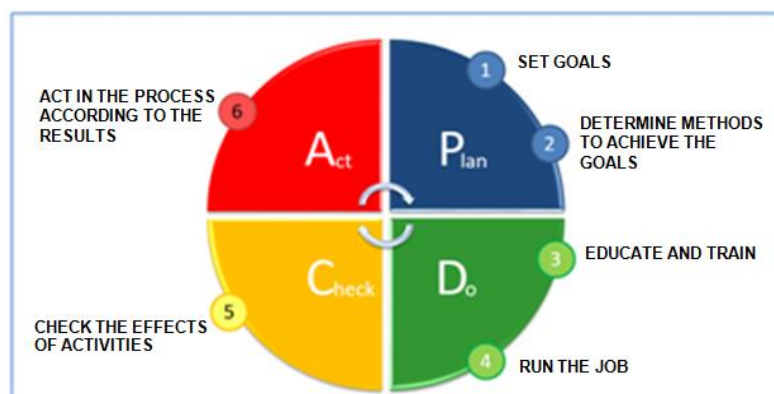 1
SET GOALS
2
DETERMINE METHODS
TO ACHIEVE THE
GOALS
Plan
3
EDUCATE AND TRAIN
4
RUN THE JOB
Do
5
CHECK THE EFFECTS
OF ACTIVITIES
Check
6
ACT IN THE PROCESS
ACCORDING TO THE
RESULTS
Act